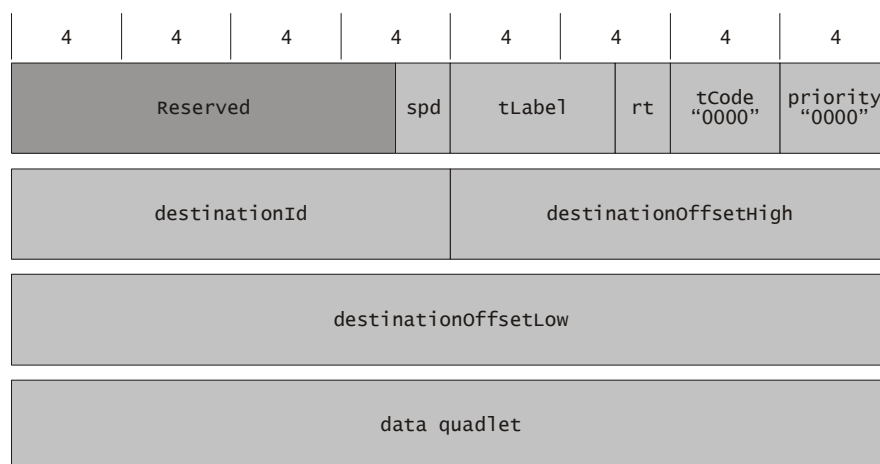 4 4 4 4 4 4 4 4
Reserved spd tLabel rt tCode priority
“0000” “0000”
destinationId destinationOffsetHigh
destinationOffsetLow
data quadlet